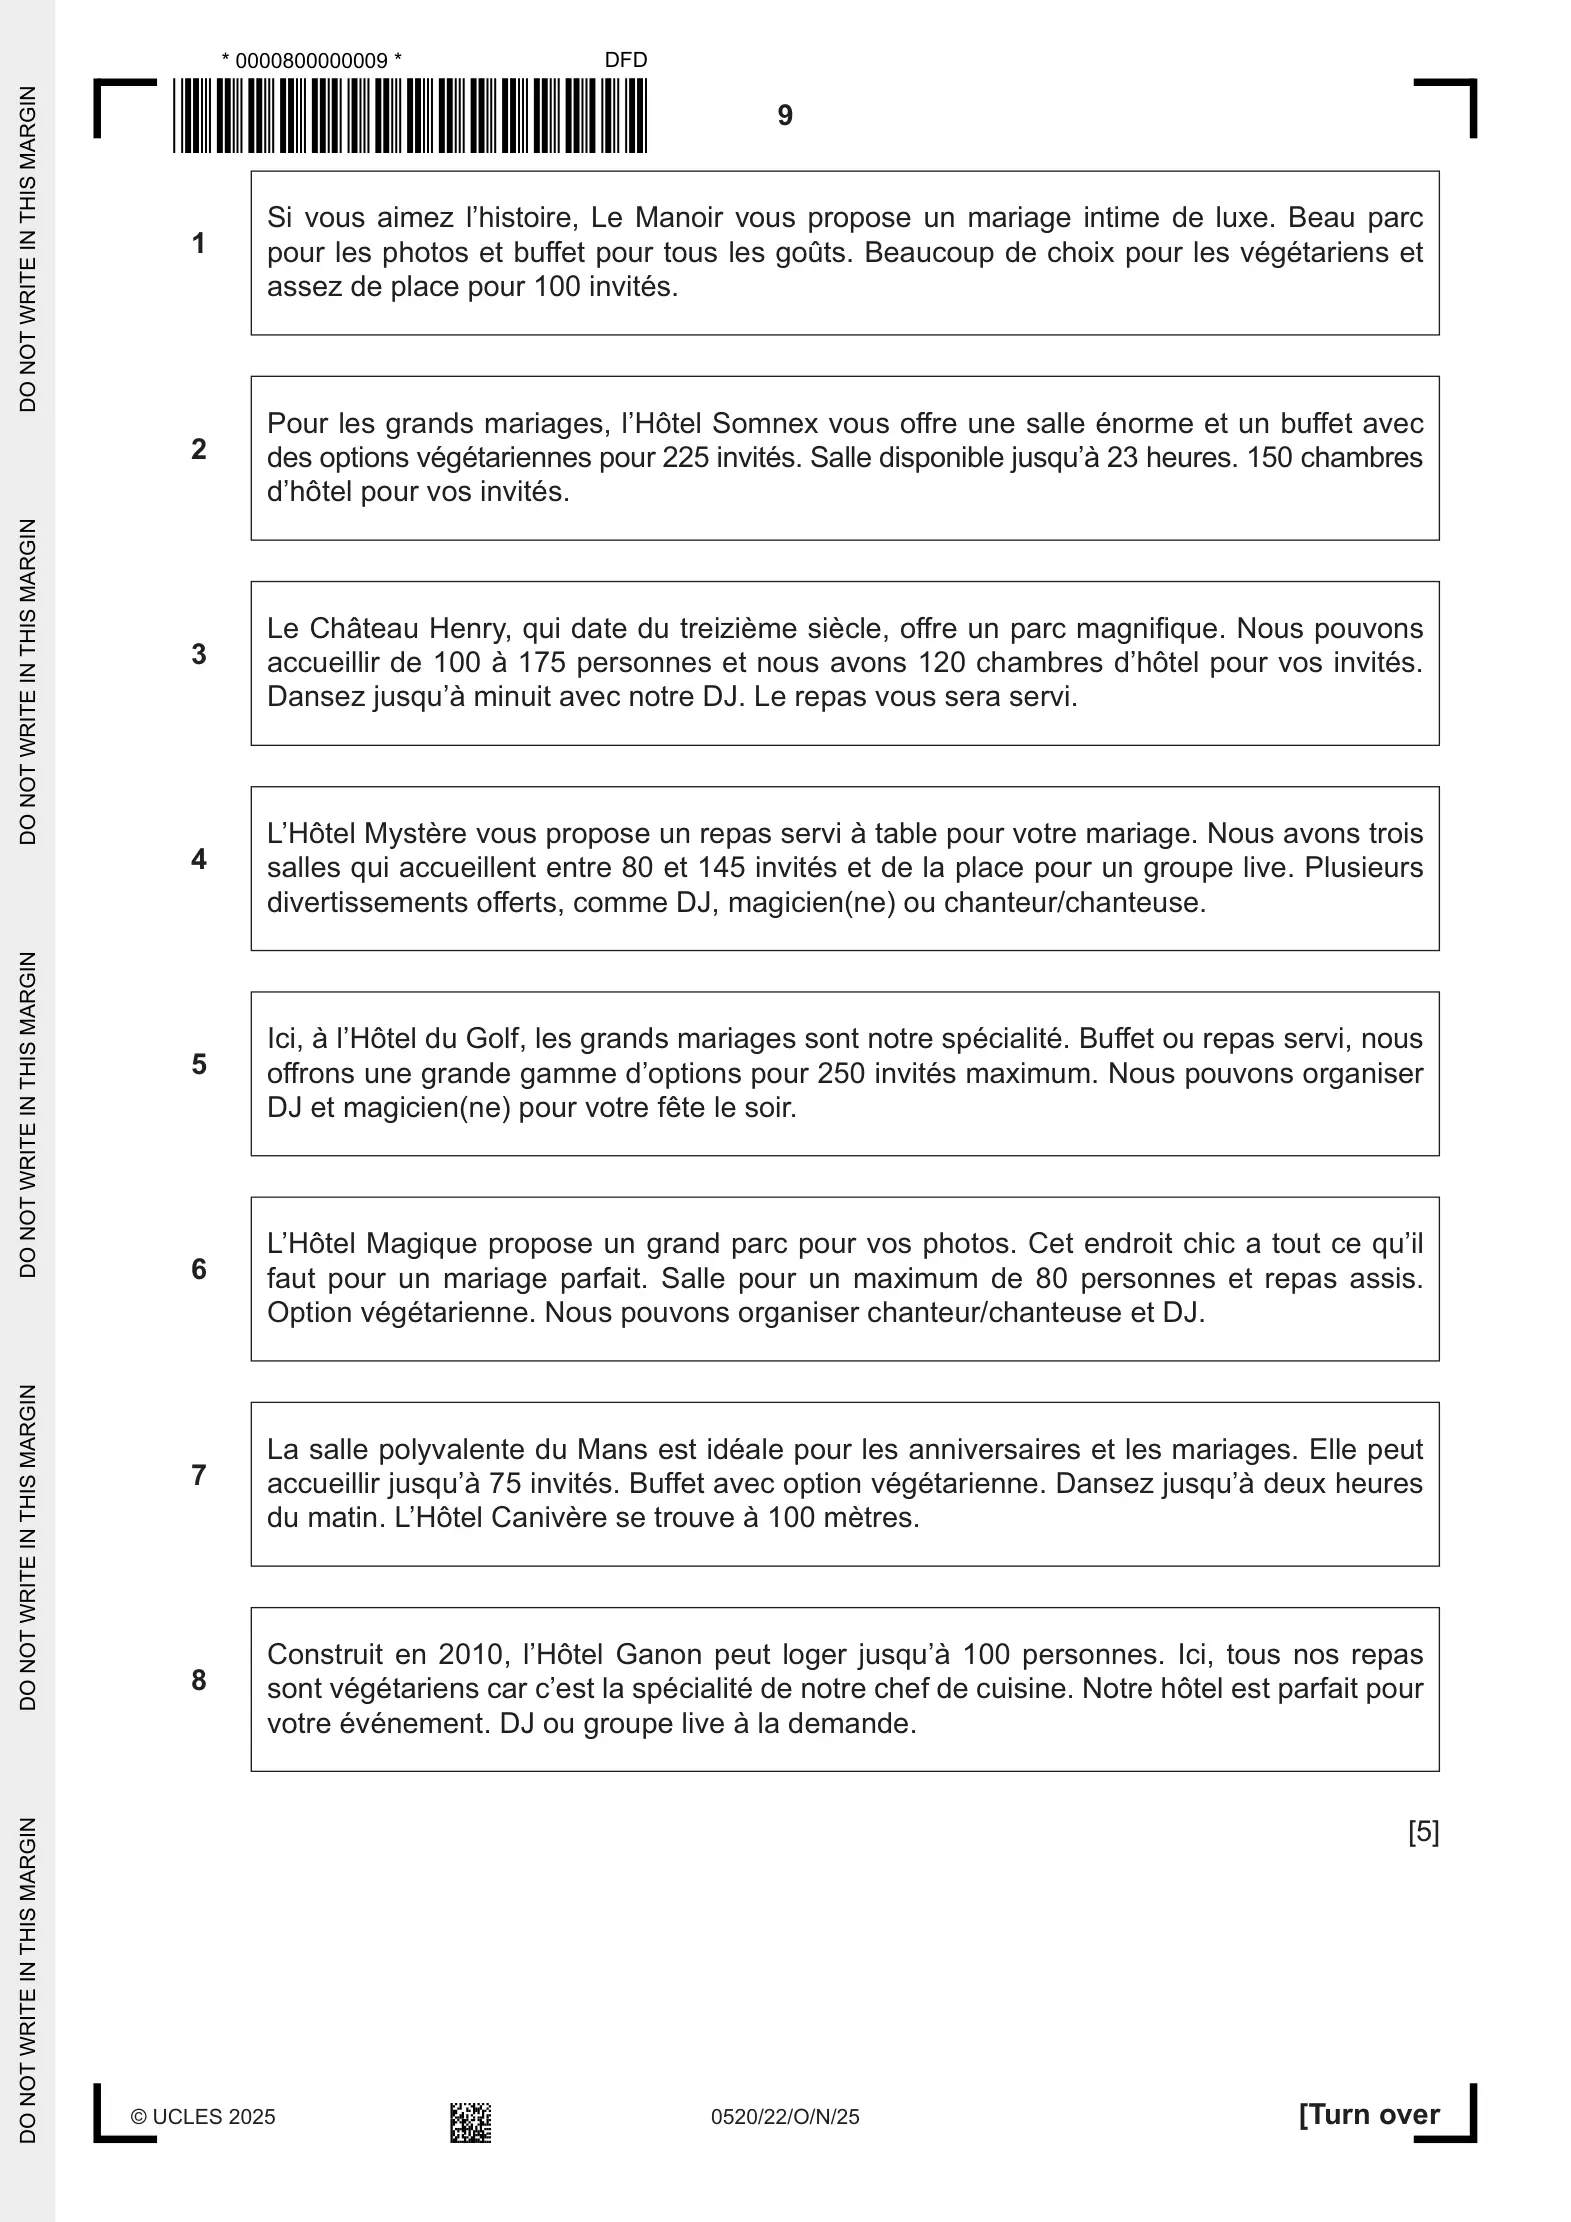 * 0000800000009 *
DFD
9
DO NOT WRITE IN THIS MARGIN
DO NOT WRITE IN THIS MARGIN
DO NOT WRITE IN THIS MARGIN
DO NOT WRITE IN THIS MARGIN
DO NOT WRITE IN THIS MARGIN
1
Si vous aimez l’histoire, Le Manoir vous propose un mariage intime de luxe. Beau parc
pour les photos et buffet pour tous les goûts. Beaucoup de choix pour les végétariens et
assez de place pour 100 invités.
2
Pour les grands mariages, l’Hôtel Somnex vous offre une salle énorme et un buffet avec
des options végétariennes pour 225 invités. Salle disponible jusqu’à 23 heures. 150 chambres
d’hôtel pour vos invités.
3
Le Château Henry, qui date du treizième siècle, offre un parc magnifique. Nous pouvons
accueillir de 100 à 175 personnes et nous avons 120 chambres d’hôtel pour vos invités.
Dansez jusqu’à minuit avec notre DJ. Le repas vous sera servi.
4
L’Hôtel Mystère vous propose un repas servi à table pour votre mariage. Nous avons trois
salles qui accueillent entre 80 et 145 invités et de la place pour un groupe live. Plusieurs
divertissements offerts, comme DJ, magicien(ne) ou chanteur/chanteuse.
5
Ici, à l’Hôtel du Golf, les grands mariages sont notre spécialité. Buffet ou repas servi, nous
offrons une grande gamme d’options pour 250 invités maximum. Nous pouvons organiser
DJ et magicien(ne) pour votre fête le soir.
6
L’Hôtel Magique propose un grand parc pour vos photos. Cet endroit chic a tout ce qu’il
faut pour un mariage parfait. Salle pour un maximum de 80 personnes et repas assis.
Option végétarienne. Nous pouvons organiser chanteur/chanteuse et DJ.
7
La salle polyvalente du Mans est idéale pour les anniversaires et les mariages. Elle peut
accueillir jusqu’à 75 invités. Buffet avec option végétarienne. Dansez jusqu’à deux heures
du matin. L’Hôtel Canivère se trouve à 100 mètres.
8
Construit en 2010, l’Hôtel Ganon peut loger jusqu’à 100 personnes. Ici, tous nos repas
sont végétariens car c’est la spécialité de notre chef de cuisine. Notre hôtel est parfait pour
votre événement. DJ ou groupe live à la demande.
[5]
© UCLES 2025
0520/22/O/N/25
[Turn over